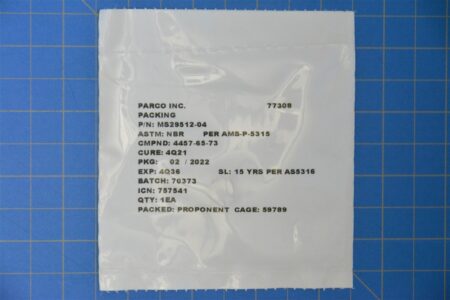 PARCO INC. 77308
PACKING
P/N: MS29512-04
ASTM: NBR PER AMS-P-5315
CMPND: 4457-65-73
CURE: 4Q21
PKG: 02 / 2022
EXP: 4Q36 SL: 15 YRS PER AS5316
BATCH: 70373
ICN: 757541
QTY: 1EA
PACKED: PROPONENT CAGE: 59789